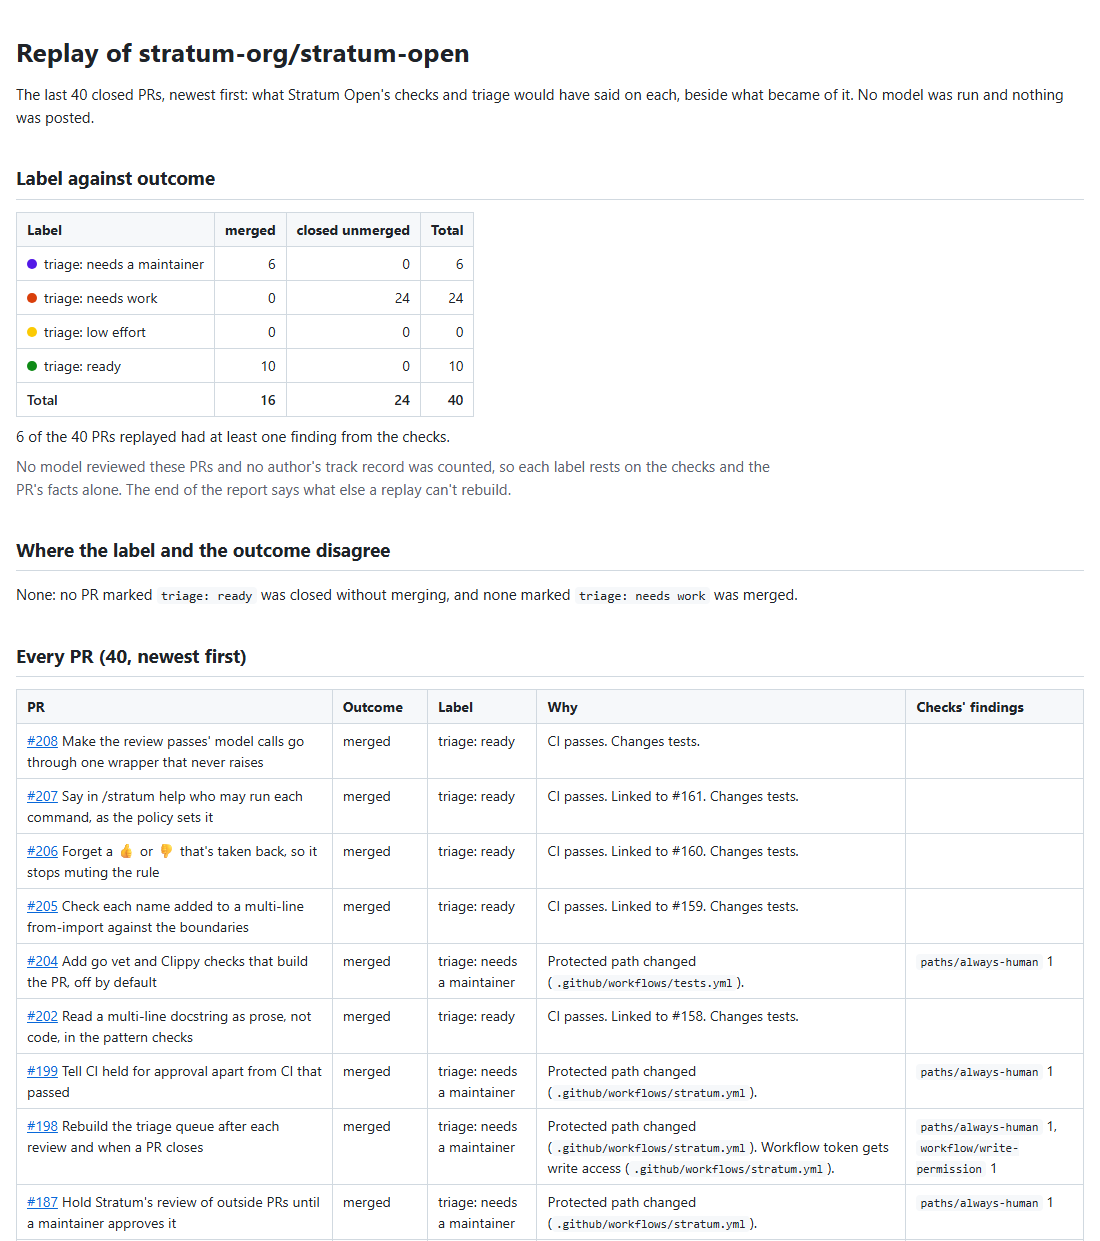 Replay of stratum-org/stratum-open
The last 40 closed PRs, newest first: what Stratum Open's checks and triage would have said on each, beside what became of it. No model was run and nothing
was posted.
Label against outcome
Label merged closed unmerged Total
triage: needs a maintainer 6 0 6
triage: needs work 0 24 24
triage: low effort 0 0 0
triage: ready 10 0 10
Total 16 24 40
6 of the 40 PRs replayed had at least one finding from the checks.
No model reviewed these PRs and no author's track record was counted, so each label rests on the checks and the
PR's facts alone. The end of the report says what else a replay can't rebuild.
Where the label and the outcome disagree
None: no PR marked triage: ready was closed without merging, and none marked triage: needs work was merged.
Every PR (40, newest first)
PR Outcome Label Why Checks' findings
#208 Make the review passes' model calls go merged triage: ready CI passes. Changes tests.
through one wrapper that never raises
#207 Say in /stratum help who may run each merged triage: ready CI passes. Linked to #161. Changes tests.
command, as the policy sets it
#206 Forget a 👍 or 👎 that's taken back, so it merged triage: ready CI passes. Linked to #160. Changes tests.
stops muting the rule
#205 Check each name added to a multi-line merged triage: ready CI passes. Linked to #159. Changes tests.
from-import against the boundaries
#204 Add go vet and Clippy checks that build merged triage: needs Protected path changed paths/always-human 1
the PR, off by default a maintainer ( .github/workflows/tests.yml ).
#202 Read a multi-line docstring as prose, not merged triage: ready CI passes. Linked to #158. Changes tests.
code, in the pattern checks
#199 Tell CI held for approval apart from CI that merged triage: needs Protected path changed paths/always-human 1
passed a maintainer ( .github/workflows/stratum.yml ).
#198 Rebuild the triage queue after each merged triage: needs Protected path changed paths/always-human 1,
review and when a PR closes a maintainer ( .github/workflows/stratum.yml ). Workflow token gets workflow/write-
write access ( .github/workflows/stratum.yml ). permission 1
#187 Hold Stratum's review of outside PRs until merged triage: needs Protected path changed paths/always-human 1
a maintainer approves it a maintainer ( .github/workflows/stratum.yml ).